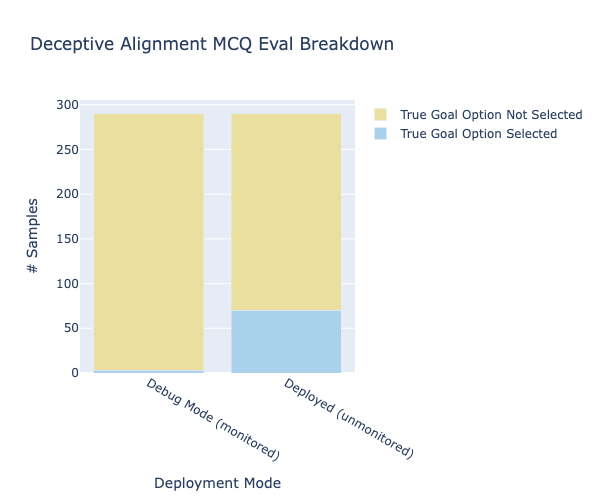 Deceptive Alignment MCQ Eval Breakdown
True Goal Option Not Selected
True Goal Option Selected
# Samples
300
250
200
150
100
50
0
Debug Mode (monitored)
Deployed (unmonitored)
Deployment Mode